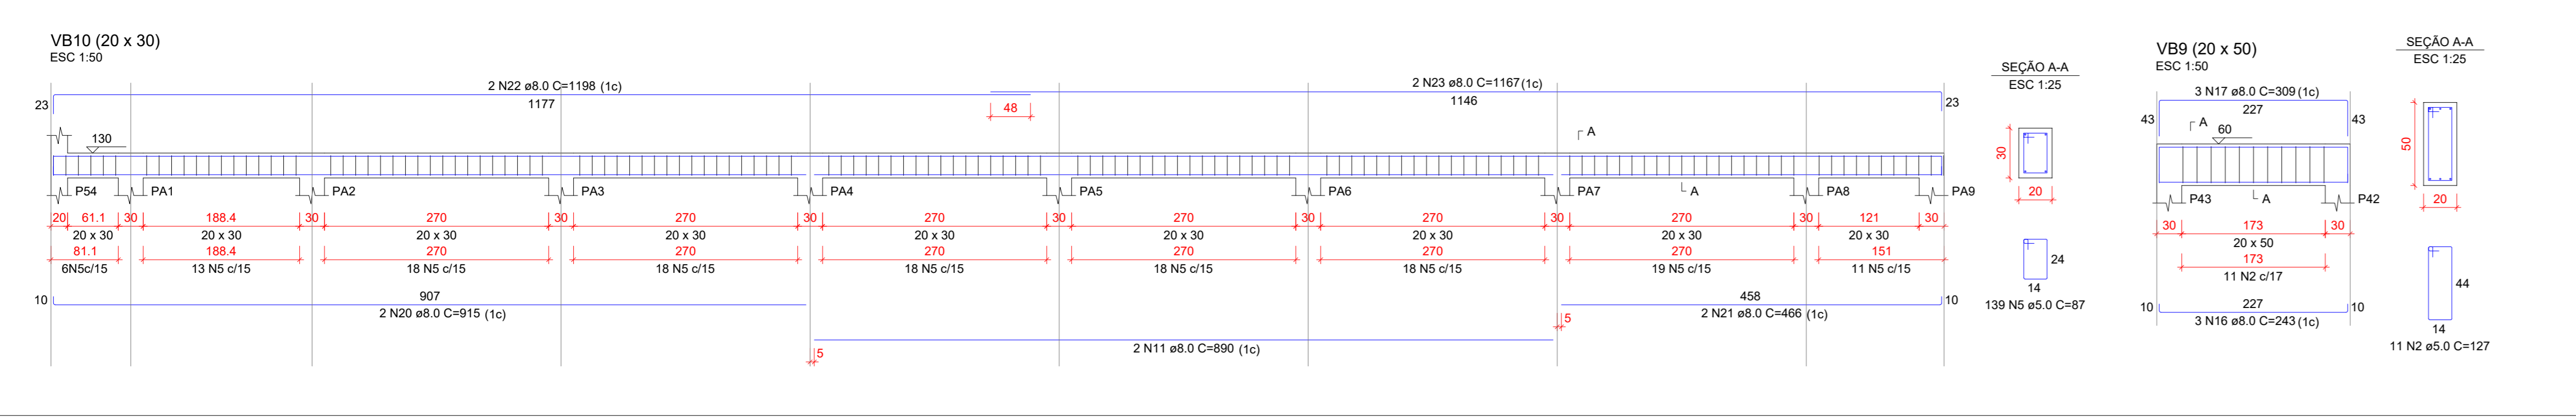 VB10 (20 x 30)
ESC 1:50
2 N22 ø8.0 C=1198 (1c)
2 N23 ø8.0 C=1167 (1c)
23
1177
48
1146
23
130
A
P54
PA1
PA2
PA3
PA4
PA5
PA6
PA7
A
PA8
PA9
20 61.1 30 188.4 30 270 30 270 30 270 30 270 30 270 30 270 30 121 30
20 x 30 20 x 30 20 x 30 20 x 30 20 x 30 20 x 30 20 x 30 20 x 30 20 x 30
81.1 188.4 270 270 270 270 270 270 151
6N5c/15 13 N5 c/15 18 N5 c/15 18 N5 c/15 18 N5 c/15 18 N5 c/15 18 N5 c/15 19 N5 c/15 11 N5 c/15
10
907
458
10
2 N20 ø8.0 C=915 (1c)
2 N21 ø8.0 C=466 (1c)
5
2 N11 ø8.0 C=890 (1c)
5
SEÇÃO A-A
ESC 1:25
30
20
24
14
139 N5 ø5.0 C=87
VB9 (20 x 50)
ESC 1:50
3 N17 ø8.0 C=309 (1c)
227
43
43
A
60
P43
A
P42
30 173 30
20 x 50
173
11 N2 c/17
10
227
10
3 N16 ø8.0 C=243 (1c)
SEÇÃO A-A
ESC 1:25
50
20
44
14
11 N2 ø5.0 C=127